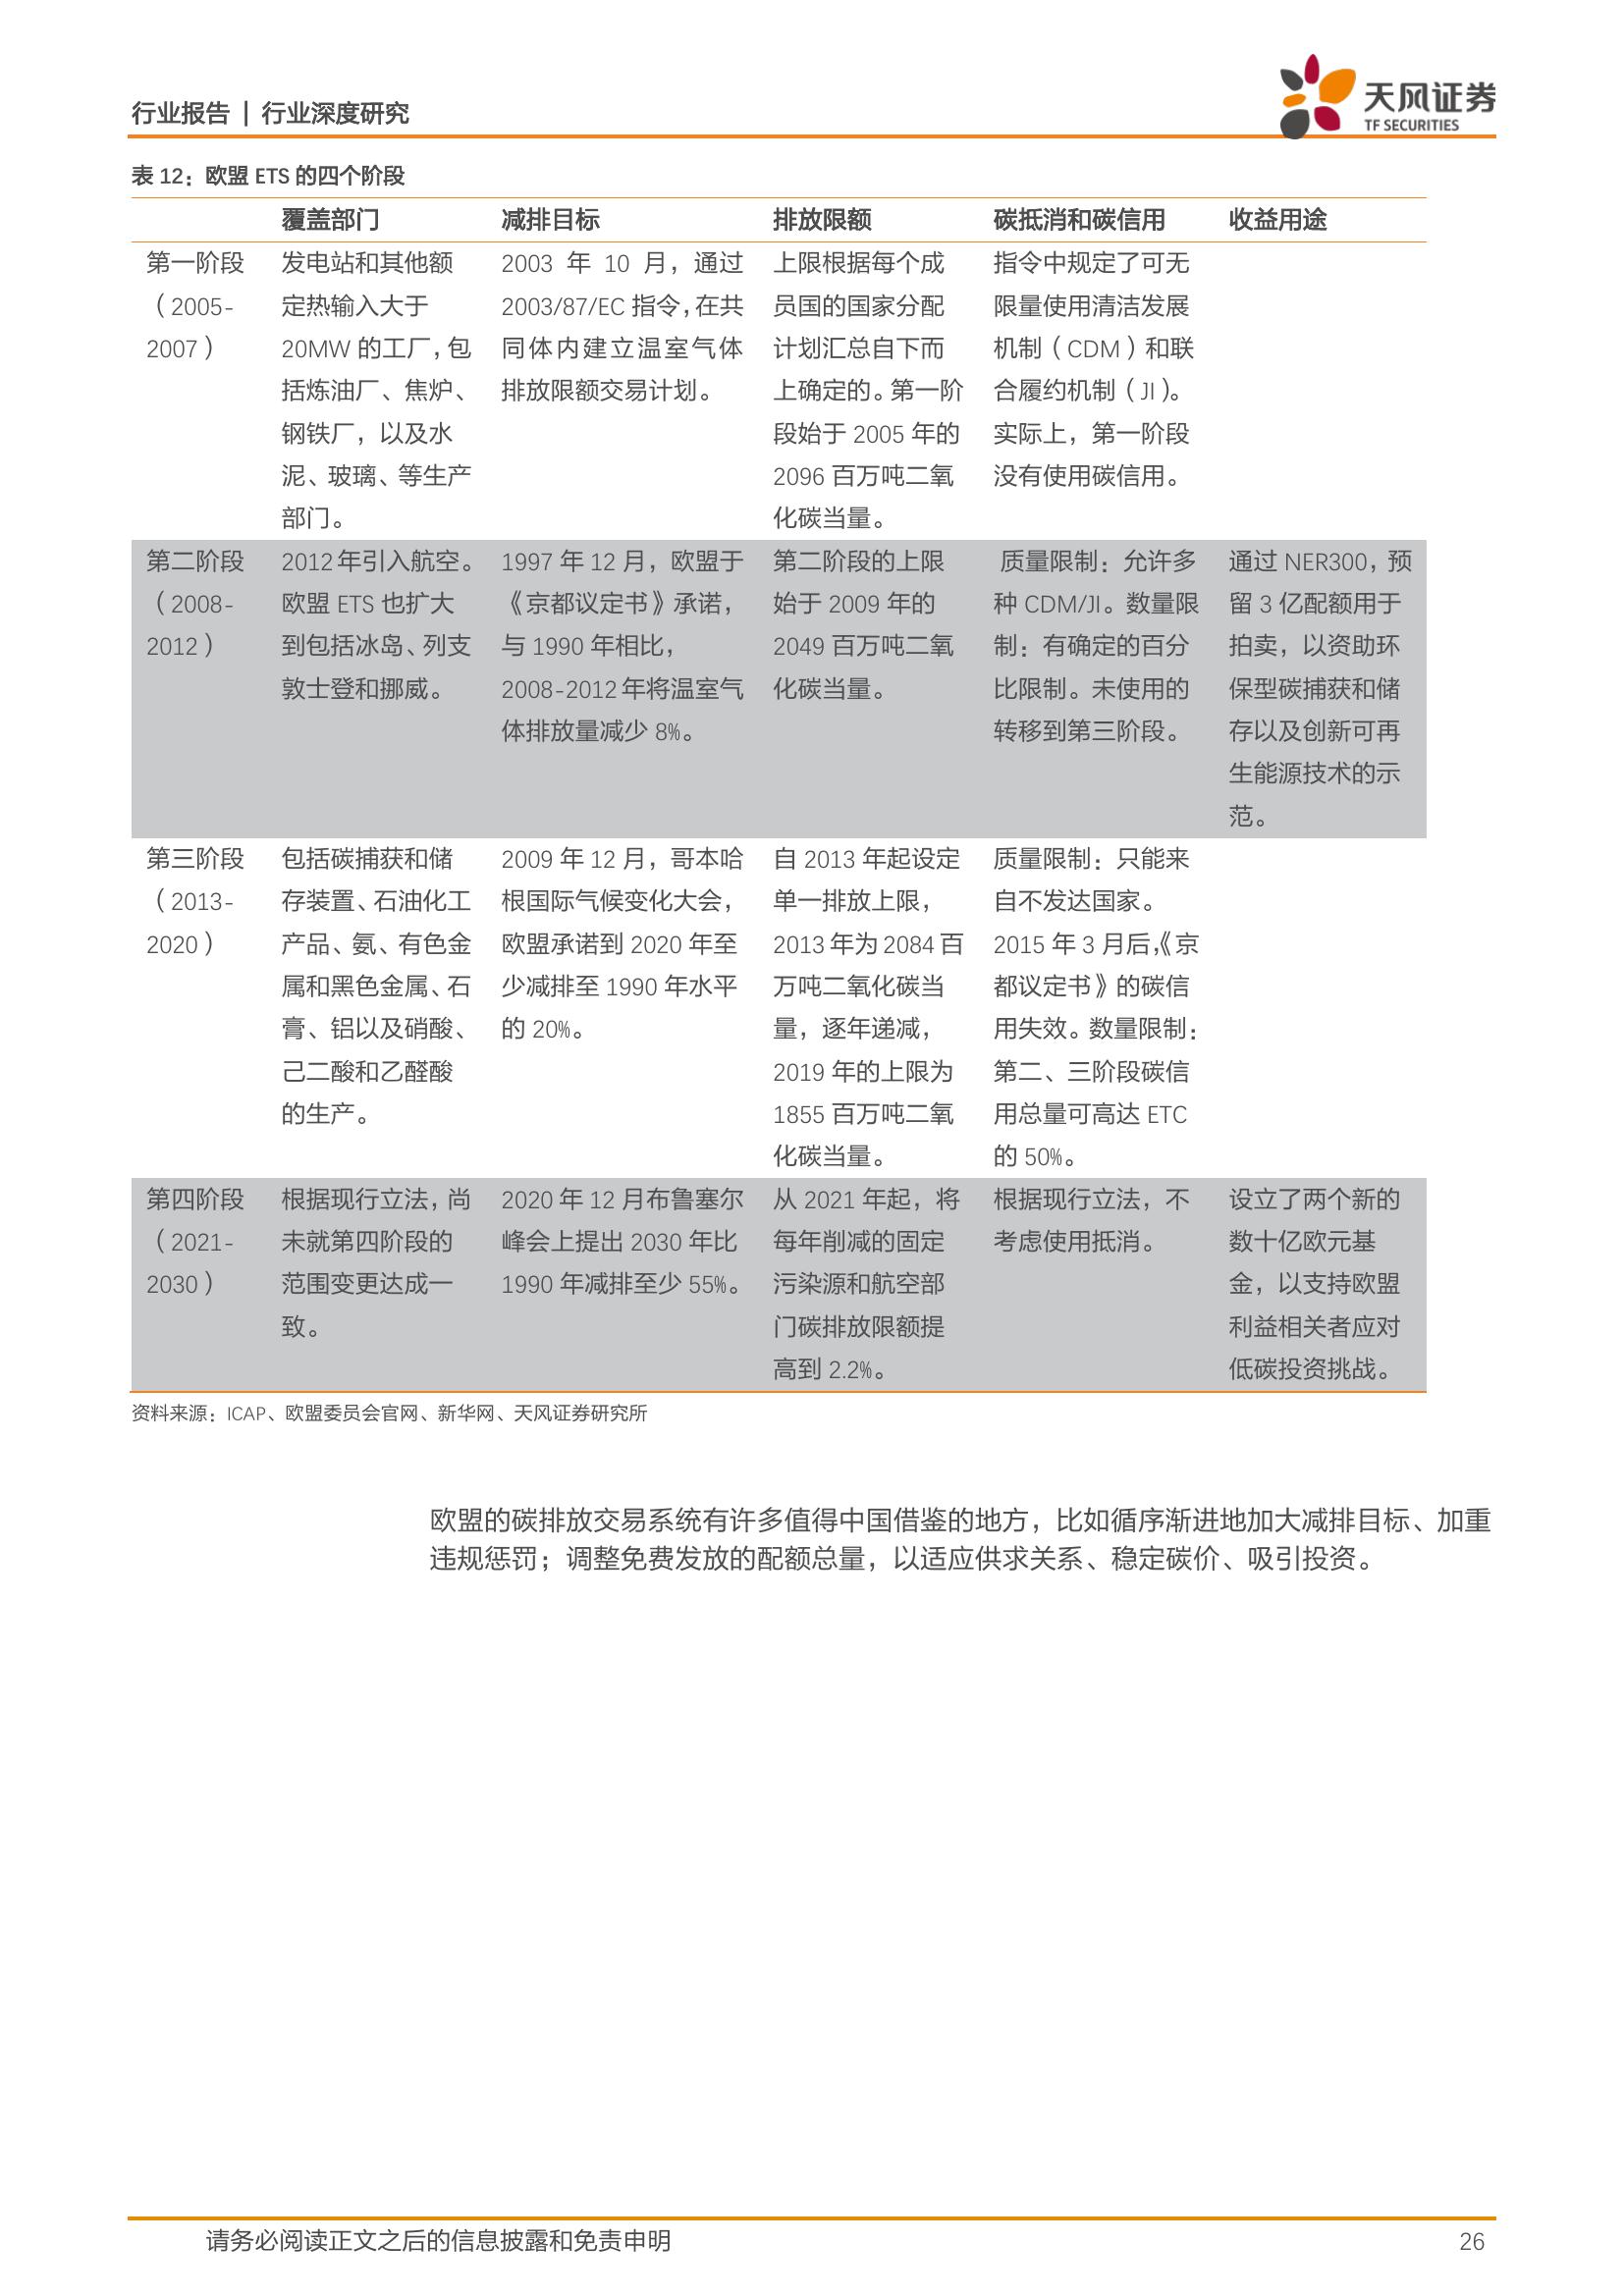 行业报告 | 行业深度研究
天风证券
TF SECURITIES
表 12：欧盟 ETS 的四个阶段
覆盖部门 减排目标 排放限额 碳抵消和碳信用 收益用途
第一阶段
（2005-
2007）
发电站和其他额
定热输入大于
20MW 的工厂，包
括炼油厂、焦炉、
钢铁厂，以及水
泥、玻璃、等生产
部门。
2003 年 10 月，通过
2003/87/EC 指令，在共
同体内建立温室气体
排放限额交易计划。
上限根据每个成
员国的国家分配
计划汇总自下而
上确定的。第一阶
段始于 2005 年的
2096 百万吨二氧
化碳当量。
指令中规定了可无
限量使用清洁发展
机制（CDM）和联
合履约机制（JI）。
实际上，第一阶段
没有使用碳信用。
第二阶段
（2008-
2012）
2012 年引入航空。
欧盟 ETS 也扩大
到包括冰岛、列支
敦士登和挪威。
1997 年 12 月，欧盟于
《京都议定书》承诺，
与 1990 年相比，
2008-2012 年将温室气
体排放量减少 8%。
第二阶段的上限
始于 2009 年的
2049 百万吨二氧
化碳当量。
质量限制：允许多
种 CDM/JI。数量限
制：有确定的百分
比限制。未使用的
转移到第三阶段。
通过 NER300，预
留 3 亿配额用于
拍卖，以资助环
保型碳捕获和储
存以及创新可再
生能源技术的示
范。
第三阶段
（2013-
2020）
包括碳捕获和储
存装置、石油化工
产品、氨、有色金
属和黑色金属、石
膏、铝以及硝酸、
己二酸和乙醛酸
的生产。
2009 年 12 月，哥本哈
根国际气候变化大会，
欧盟承诺到 2020 年至
少减排至 1990 年水平
的 20%。
自 2013 年起设定
单一排放上限，
2013 年为 2084 百
万吨二氧化碳当
量，逐年递减，
2019 年的上限为
1855 百万吨二氧
化碳当量。
质量限制：只能来
自不发达国家。
2015 年 3 月后，《京
都议定书》的碳信
用失效。数量限制：
第二、三阶段碳信
用总量可高达 ETC
的 50%。
第四阶段
（2021-
2030）
根据现行立法，尚
未就第四阶段的
范围变更达成一
致。
2020 年 12 月布鲁塞尔
峰会上提出 2030 年比
1990 年减排至少 55%。
从 2021 年起，将
每年削减的固定
污染源和航空部
门碳排放限额提
高到 2.2%。
根据现行立法，不
考虑使用抵消。
设立了两个新的
数十亿欧元基
金，以支持欧盟
利益相关者应对
低碳投资挑战。
资料来源：ICAP、欧盟委员会官网、新华网、天风证券研究所
欧盟的碳排放交易系统有许多值得中国借鉴的地方，比如循序渐进地加大减排目标、加重
违规惩罚；调整免费发放的配额总量，以适应供求关系、稳定碳价、吸引投资。
请务必阅读正文之后的信息披露和免责申明 26